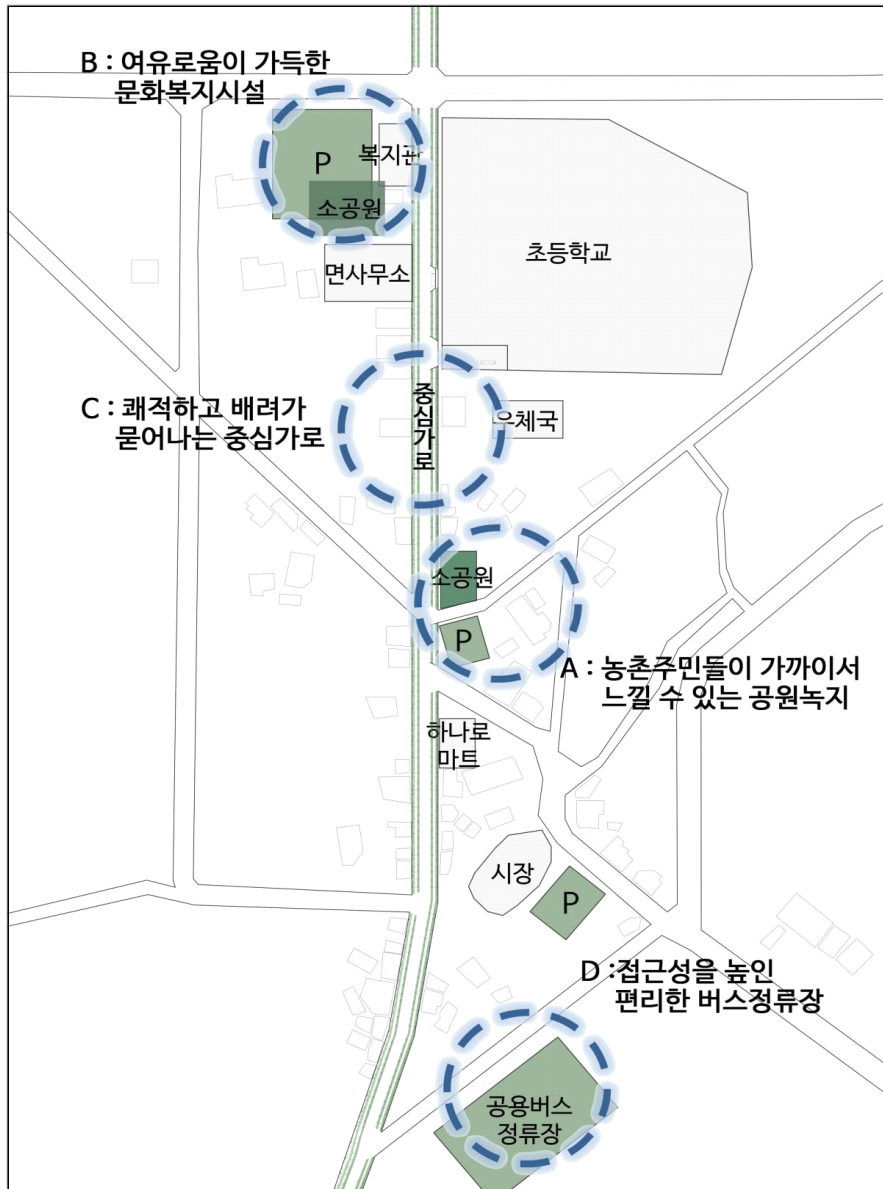 B : 여유로움이 가득한
문화복지시설
P
복지관
소공원
면사무소
초등학교
C : 쾌적하고 배려가
묻어나는 중심가로
중심가로
우체국
소공원
P
A : 농촌주민들이 가까이서
느낄 수 있는 공원녹지
하나로
마트
시장
P
D :접근성을 높인
편리한 버스정류장
공용버스
정류장